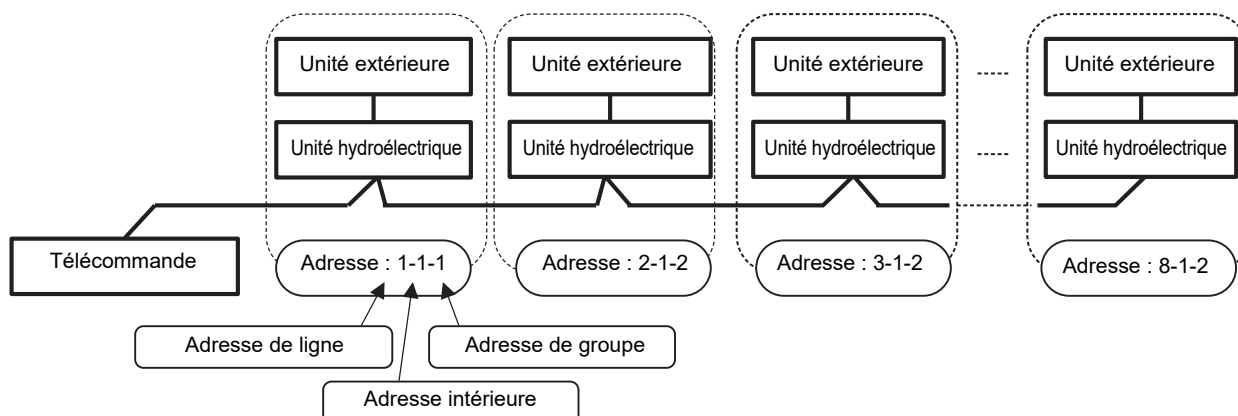 Unité extérieure Unité extérieure Unité extérieure ----- Unité extérieure
Unité hydroélectrique Unité hydroélectrique Unité hydroélectrique ----- Unité hydroélectrique
Télécommande
Adresse : 1-1-1 Adresse : 2-1-2 Adresse : 3-1-2 Adresse : 8-1-2
Adresse de ligne Adresse de groupe
Adresse intérieure